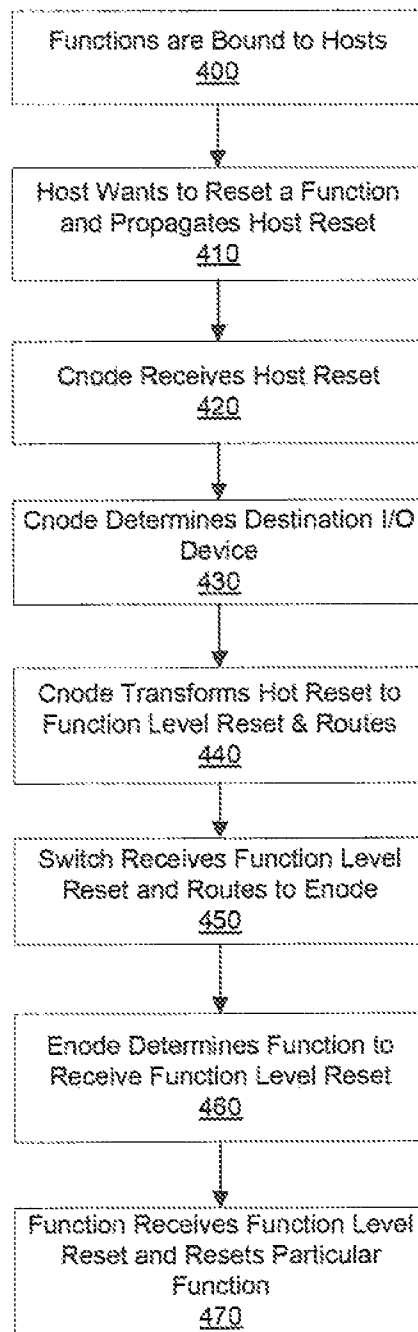 Functions are Bound to Hosts
400
Host Wants to Reset a Function
and Propagates Host Reset
410
Cnode Receives Host Reset
420
Cnode Determines Destination I/O
Device
430
Cnode Transforms Hot Reset to
Function Level Reset & Routes
440
Switch Receives Function Level
Reset and Routes to Enode
450
Enode Determines Function to
Receive Function Level Reset
460
Function Receives Function Level
Reset and Resets Particular
Function
470